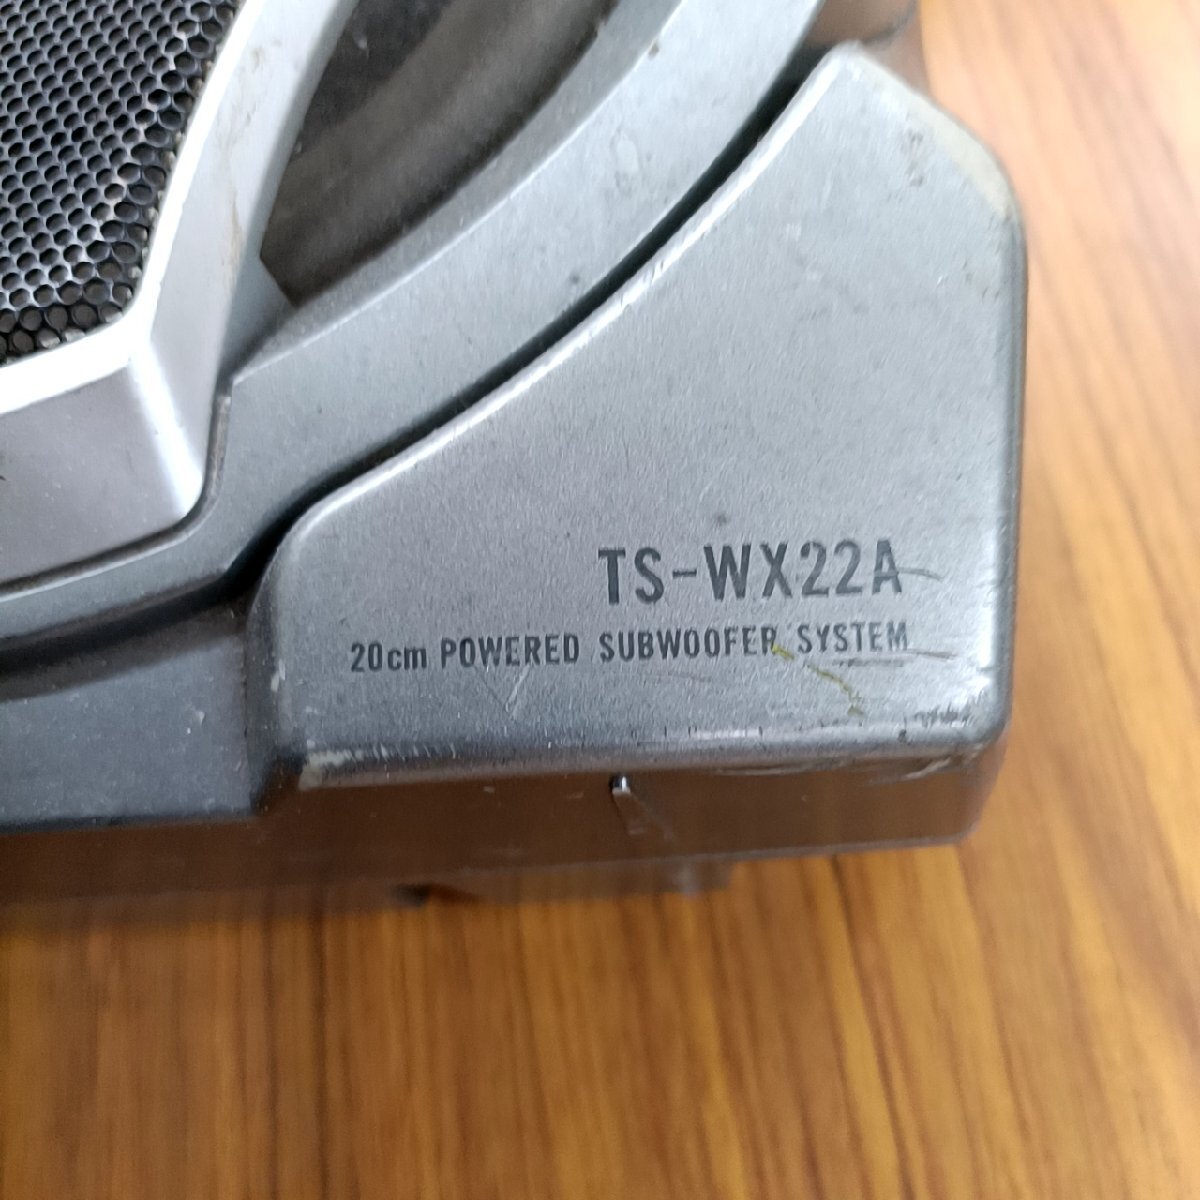 TS-WX22A
20cm POWERED SUBWOOFER SYSTEM